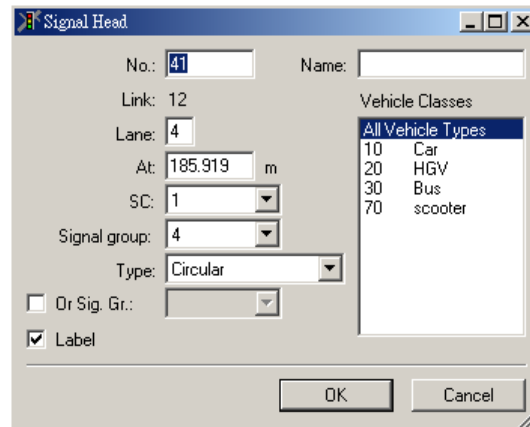 Signal Head
No.: 41 Name:
Link: 12 Vehicle Classes
Lane: 4 All Vehicle Types
10 Car
At: 185.919 m 20 HGV
30 Bus
SC: 1 70 scooter
Signal group: 4
Type: Circular
Or Sig. Gr.:
Label
OK Cancel